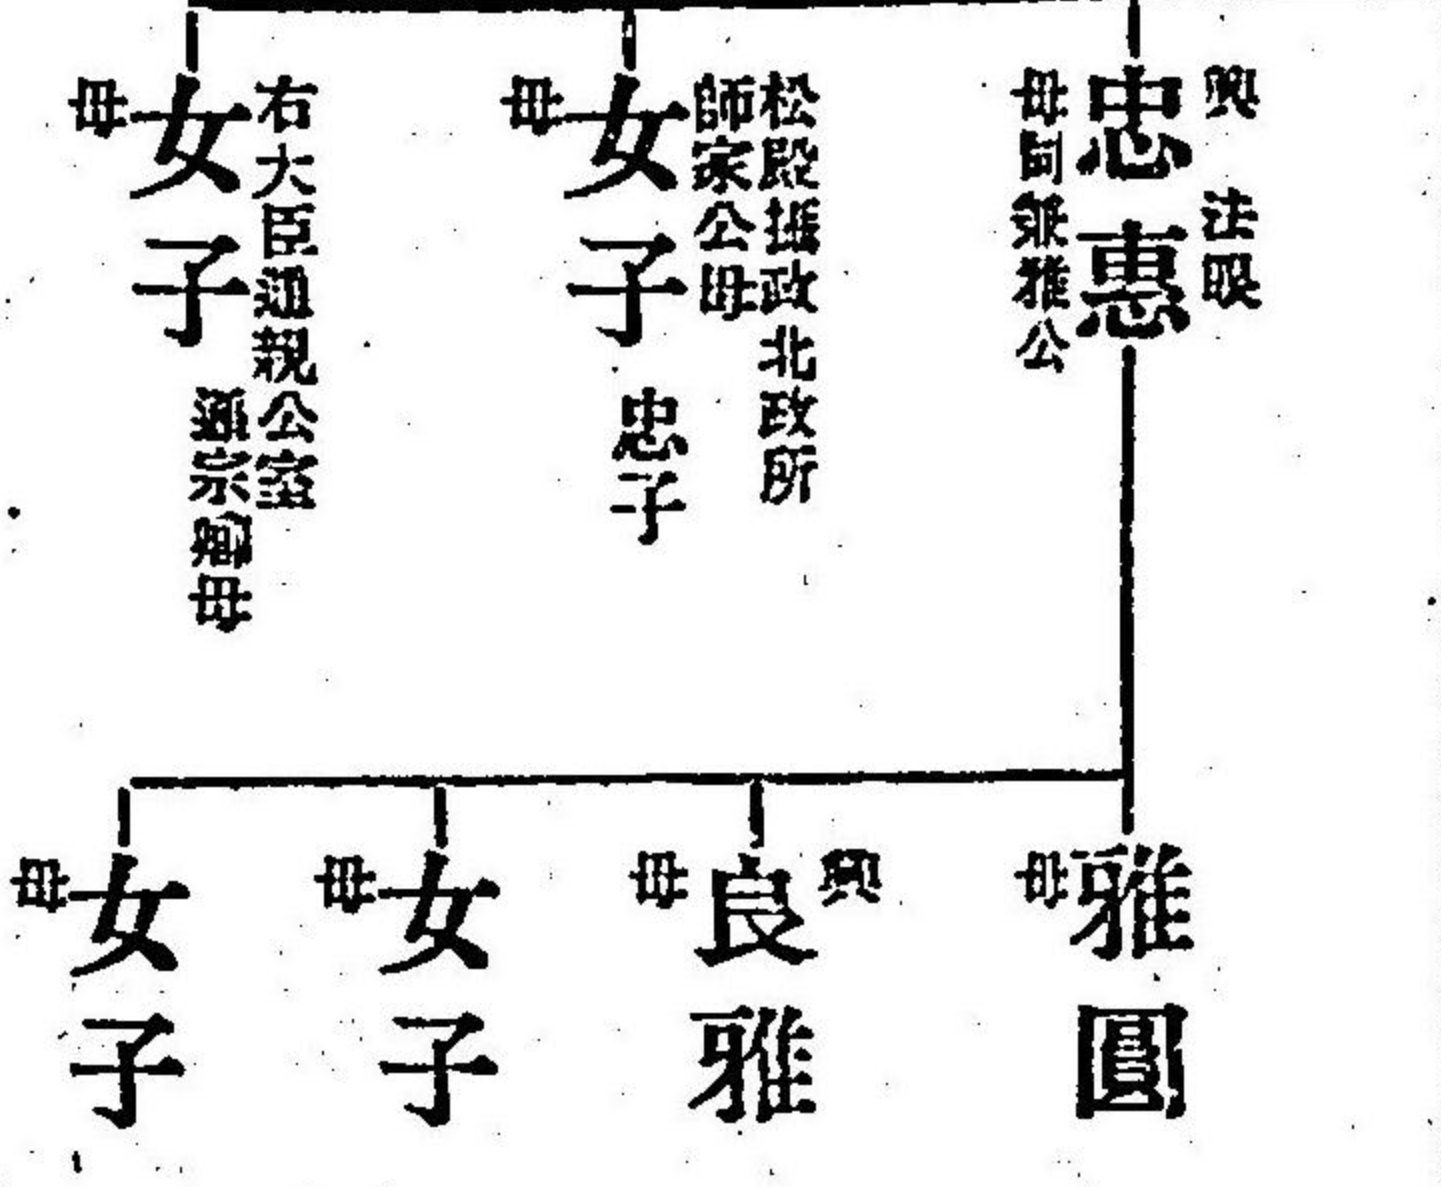 興 法眼
忠惠
母同兼雅公
松殿攝政北政所
師家公母
女子 忠子
母
右大臣通親公室
通宗卿母
女子
母
雅圓
母
興
良雅
母
女子
母
女子
母